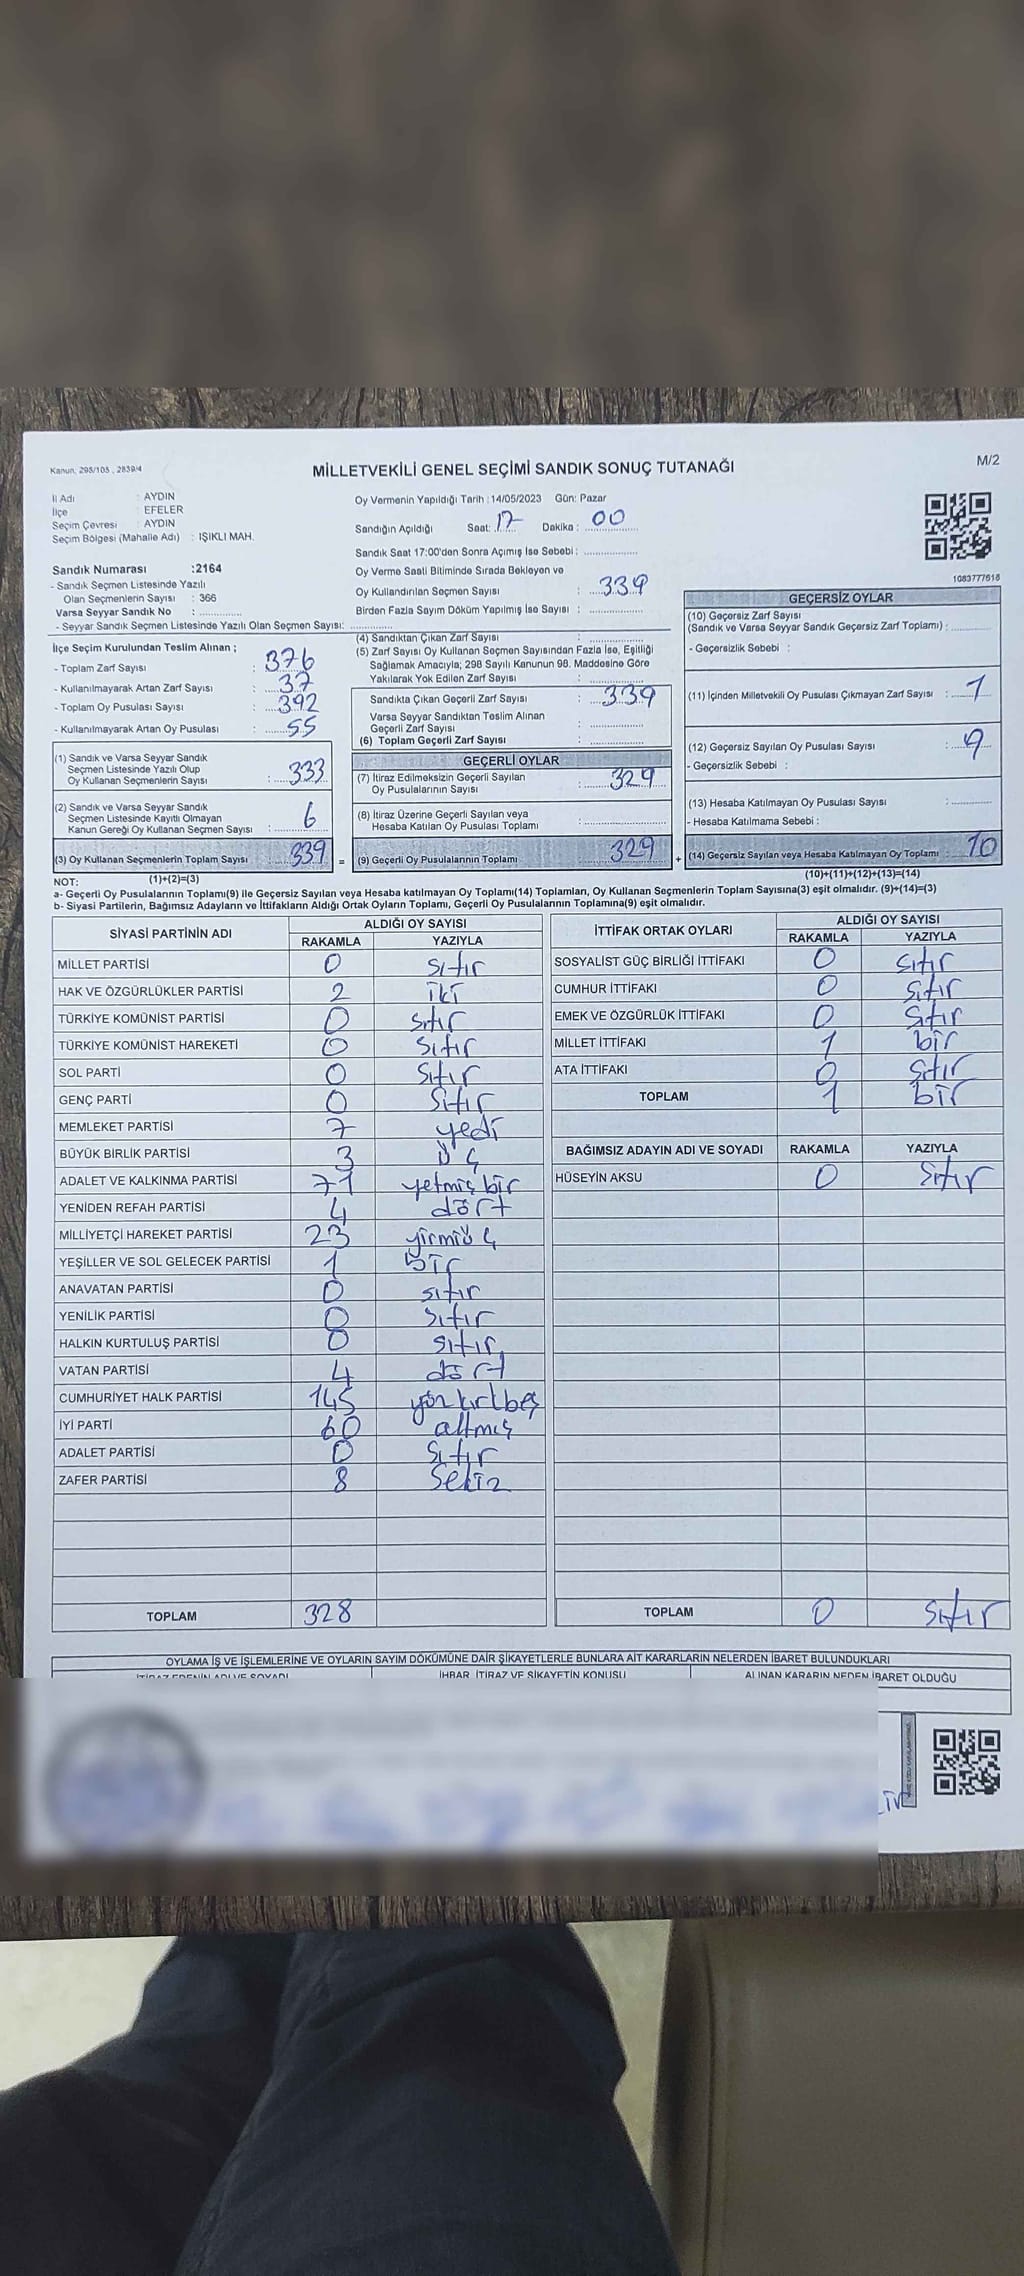 Kanun, 298/105 , 2839/4
MİLLETVEKİLİ GENEL SEÇİMİ SANDIK SONUÇ TUTANAĞI
M/2
İl Adı : AYDIN
İlçe : EFELER
Seçim Çevresi : AYDIN
Seçim Bölgesi (Mahalle Adı) : IŞIKLI MAH.
Sandık Numarası :2164
- Sandık Seçmen Listesinde Yazılı
Olan Seçmenlerin Sayısı : 366
Varsa Seyyar Sandık No : ..............
- Seyyar Sandık Seçmen Listesinde Yazılı Olan Seçmen Sayısı: ..............
Oy Vermenin Yapıldığı Tarih :14/05/2023 Gün: Pazar
Sandığın Açıldığı Saat: 17 Dakika : 00
Sandık Saat 17:00'den Sonra Açımış İse Sebebi : ..............
Oy Verme Saati Bitiminde Sırada Bekleyen ve
Oy Kullandırılan Seçmen Sayısı : 339
Birden Fazla Sayım Döküm Yapılmış İse Sayısı : ..............
1083777618
İlçe Seçim Kurulundan Teslim Alınan ;
- Toplam Zarf Sayısı : 376
- Kullanılmayarak Artan Zarf Sayısı : 37
- Toplam Oy Pusulası Sayısı : 392
- Kullanılmayarak Artan Oy Pusulası : 55
(1) Sandık ve Varsa Seyyar Sandık
Seçmen Listesinde Yazılı Olup
Oy Kullanan Seçmenlerin Sayısı : 333
(2) Sandık ve Varsa Seyyar Sandık
Seçmen Listesinde Kayıtlı Olmayan
Kanun Gereği Oy Kullanan Seçmen Sayısı : 6
(3) Oy Kullanan Seçmenlerin Toplam Sayısı : 339 =
(4) Sandıktan Çıkan Zarf Sayısı : ..............
(5) Zarf Sayısı Oy Kullanan Seçmen Sayısından Fazla İse, Eşitliği
Sağlamak Amacıyla; 298 Sayılı Kanunun 98. Maddesine Göre
Yakılarak Yok Edilen Zarf Sayısı : ..............
Sandıkta Çıkan Geçerli Zarf Sayısı : 339
Varsa Seyyar Sandıktan Teslim Alınan
Geçerli Zarf Sayısı : ..............
(6) Toplam Geçerli Zarf Sayısı : ..............
GEÇERLİ OYLAR
(7) İtiraz Edilmeksizin Geçerli Sayılan
Oy Pusulalarının Sayısı : 329
(8) İtiraz Üzerine Geçerli Sayılan veya
Hesaba Katılan Oy Pusulası Toplamı : ..............
(9) Geçerli Oy Pusulalarının Toplamı : 329 +
GEÇERSİZ OYLAR
(10) Geçersiz Zarf Sayısı
(Sandık ve Varsa Seyyar Sandık Geçersiz Zarf Toplamı) : ..............
- Geçersizlik Sebebi :
(11) İçinden Milletvekili Oy Pusulası Çıkmayan Zarf Sayısı : 1
(12) Geçersiz Sayılan Oy Pusulası Sayısı : 9
- Geçersizlik Sebebi :
(13) Hesaba Katılmayan Oy Pusulası Sayısı : ..............
- Hesaba Katılmama Sebebi :
(14) Geçersiz Sayılan veya Hesaba Katılmayan Oy Toplamı : 10
NOT: (1)+(2)=(3)
(10)+(11)+(12)+(13)=(14)
a- Geçerli Oy Pusulalarının Toplamı(9) ile Geçersiz Sayılan veya Hesaba katılmayan Oy Toplamı(14) Toplamları, Oy Kullanan Seçmenlerin Toplam Sayısına(3) eşit olmalıdır. (9)+(14)=(3)
b- Siyasi Partilerin, Bağımsız Adayların ve İttifakların Aldığı Ortak Oyların Toplamı, Geçerli Oy Pusulalarının Toplamına(9) eşit olmalıdır.
SİYASİ PARTİNİN ADI ALDIĞI OY SAYISI
RAKAMLA YAZIYLA
MİLLET PARTİSİ 0 sıfır
HAK VE ÖZGÜRLÜKLER PARTİSİ 2 iki
TÜRKİYE KOMÜNİST PARTİSİ 0 sıfır
TÜRKİYE KOMÜNİST HAREKETİ 0 sıfır
SOL PARTİ 0 sıfır
GENÇ PARTİ 0 sıfır
MEMLEKET PARTİSİ 7 yedi
BÜYÜK BİRLİK PARTİSİ 3 üç
ADALET VE KALKINMA PARTİSİ 71 yetmiş bir
YENİDEN REFAH PARTİSİ 4 dört
MİLLİYETÇİ HAREKET PARTİSİ 23 yirmiüç
YEŞİLLER VE SOL GELECEK PARTİSİ 1 bir
ANAVATAN PARTİSİ 0 sıfır
YENİLİK PARTİSİ 0 sıfır
HALKIN KURTULUŞ PARTİSİ 0 sıfır
VATAN PARTİSİ 4 dört
CUMHURİYET HALK PARTİSİ 145 yüzkırkbeş
İYİ PARTİ 60 altmış
ADALET PARTİSİ 0 sıfır
ZAFER PARTİSİ 8 sekiz
TOPLAM 328
İTTİFAK ORTAK OYLARI ALDIĞI OY SAYISI
RAKAMLA YAZIYLA
SOSYALİST GÜÇ BİRLİĞİ İTTİFAKI 0 sıfır
CUMHUR İTTİFAKI 0 sıfır
EMEK VE ÖZGÜRLÜK İTTİFAKI 0 sıfır
MİLLET İTTİFAKI 1 bir
ATA İTTİFAKI 0 sıfır
TOPLAM 1 bir
BAĞIMSIZ ADAYIN ADI VE SOYADI RAKAMLA YAZIYLA
HÜSEYİN AKSU 0 sıfır
TOPLAM 0 sıfır
OYLAMA İŞ VE İŞLEMLERİNE VE OYLARIN SAYIM DÖKÜMÜNE DAİR ŞİKAYETLERLE BUNLARA AİT KARARLARIN NELERDEN İBARET BULUNDUKLARI
İTİRAZ EDENİN ADI VE SOYADI İHBAR, İTİRAZ VE ŞİKAYETİN KONUSU ALINAN KARARIN NEDEN İBARET OLDUĞU